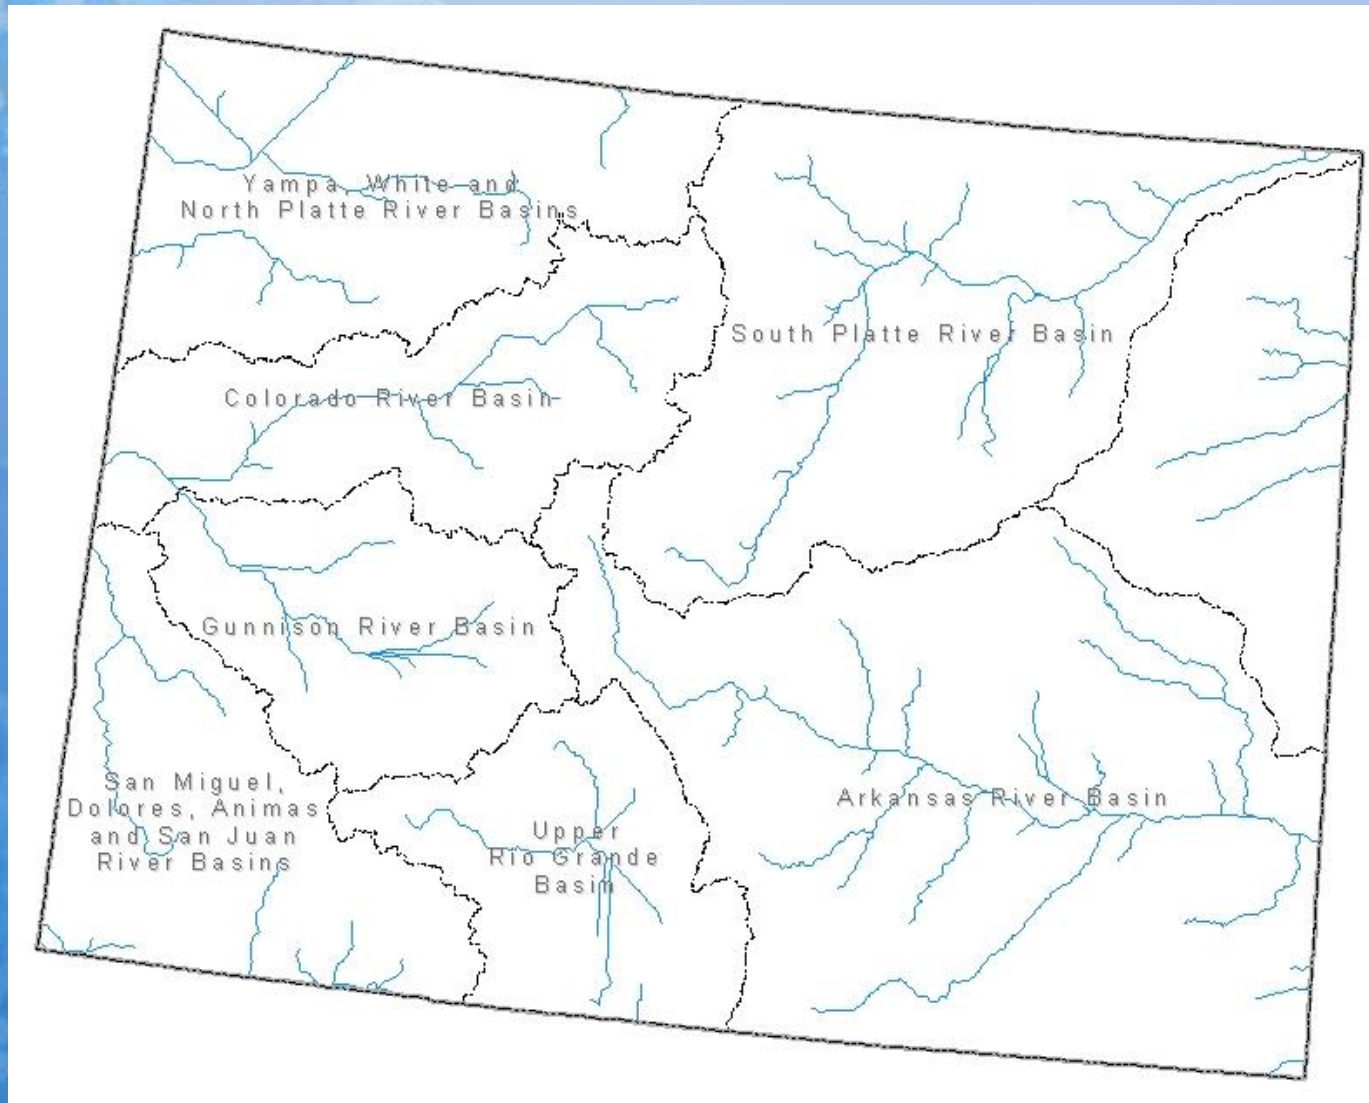 Yampa, White and
North Platte River Basins
South Platte River Basin
Colorado River Basin
Gunnison River Basin
San Miguel,
Dolores, Animas
and San Juan
River Basins
Upper
Rio Grande
Basin
Arkansas River Basin